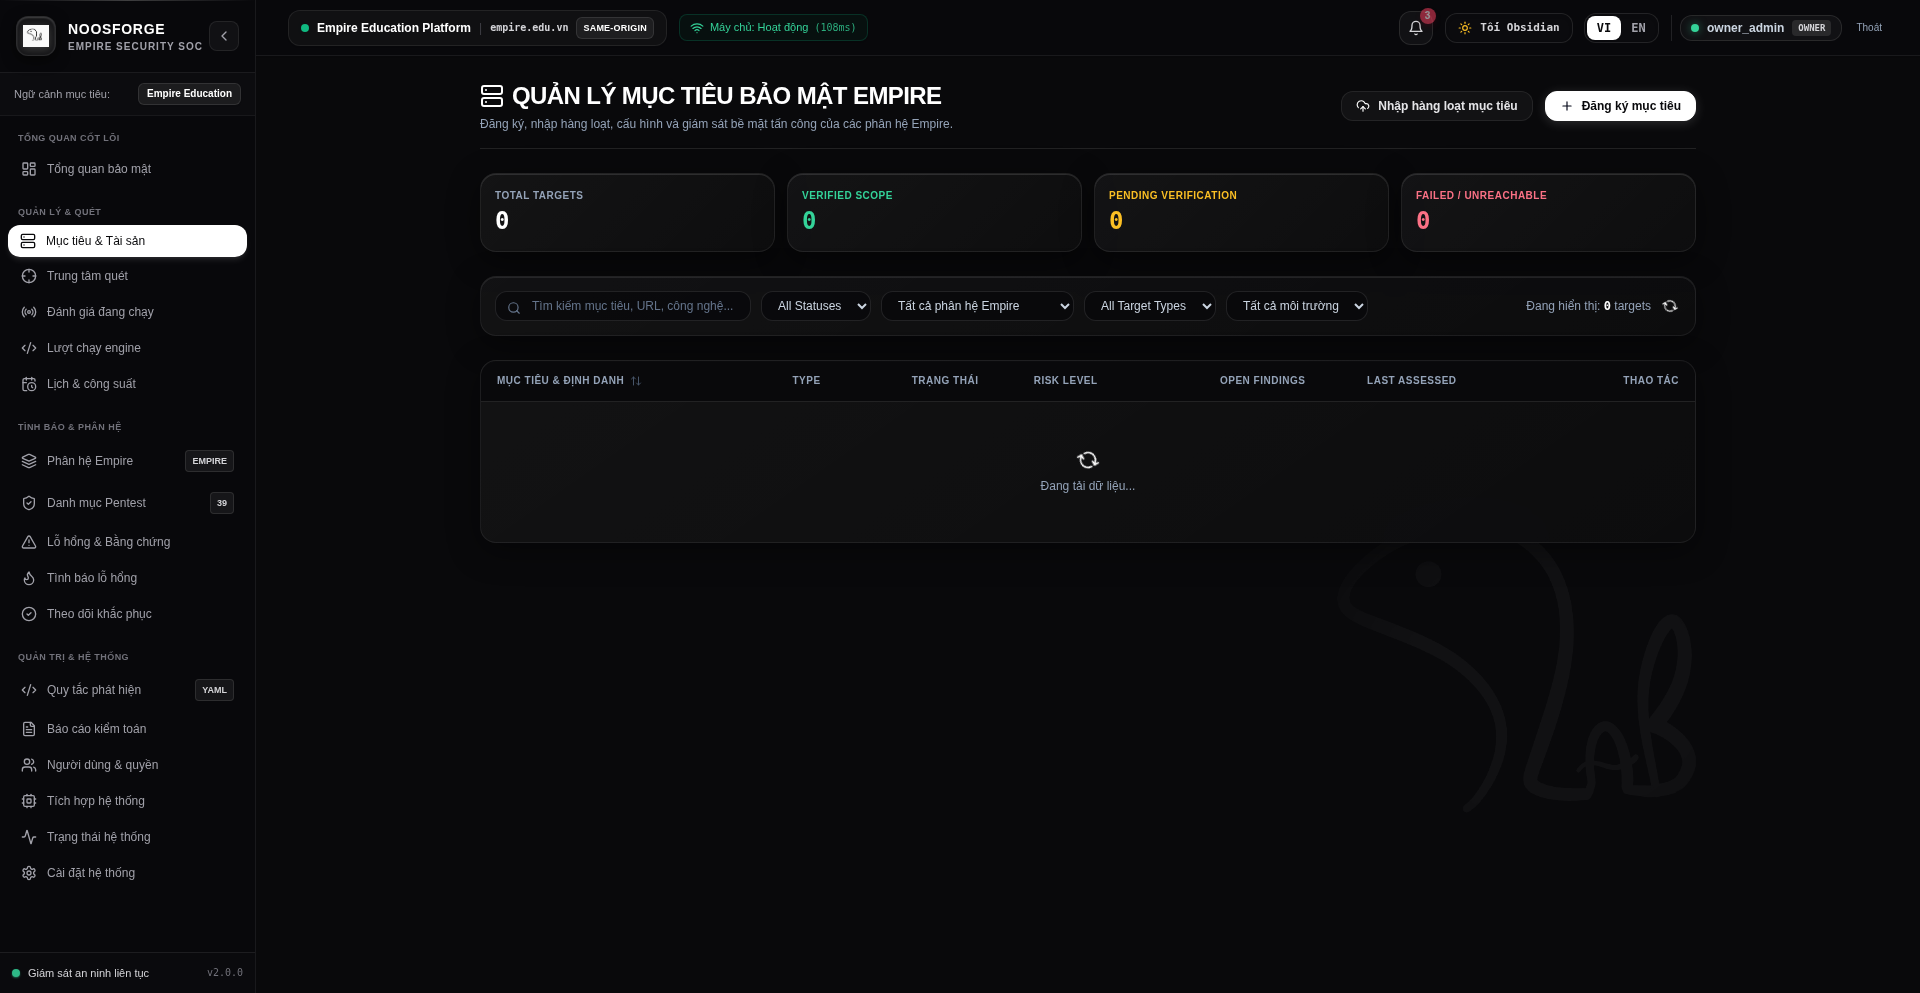 NOOSFORGE
EMPIRE SECURITY SOC
Ngữ cảnh mục tiêu: Empire Education
TỔNG QUAN CỐT LÕI
Tổng quan bảo mật
QUẢN LÝ & QUÉT
Mục tiêu & Tài sản
Trung tâm quét
Đánh giá đang chạy
Lượt chạy engine
Lịch & công suất
TÌNH BÁO & PHÂN HỆ
Phân hệ Empire EMPIRE
Danh mục Pentest 39
Lỗ hổng & Bằng chứng
Tình báo lỗ hổng
Theo dõi khắc phục
QUẢN TRỊ & HỆ THỐNG
Quy tắc phát hiện YAML
Báo cáo kiểm toán
Người dùng & quyền
Tích hợp hệ thống
Trạng thái hệ thống
Cài đặt hệ thống
Giám sát an ninh liên tục v2.0.0
Empire Education Platform | empire.edu.vn SAME-ORIGIN Máy chủ: Hoạt động (108ms) 3 Tối Obsidian VI EN owner_admin OWNER Thoát
QUẢN LÝ MỤC TIÊU BẢO MẬT EMPIRE
Đăng ký, nhập hàng loạt, cấu hình và giám sát bề mặt tấn công của các phân hệ Empire.
Nhập hàng loạt mục tiêu + Đăng ký mục tiêu
TOTAL TARGETS VERIFIED SCOPE PENDING VERIFICATION FAILED / UNREACHABLE
0 0 0 0
Tìm kiếm mục tiêu, URL, công nghệ... All Statuses Tất cả phân hệ Empire All Target Types Tất cả môi trường Đang hiển thị: 0 targets
MỤC TIÊU & ĐỊNH DANH TYPE TRẠNG THÁI RISK LEVEL OPEN FINDINGS LAST ASSESSED THAO TÁC
Đang tải dữ liệu...